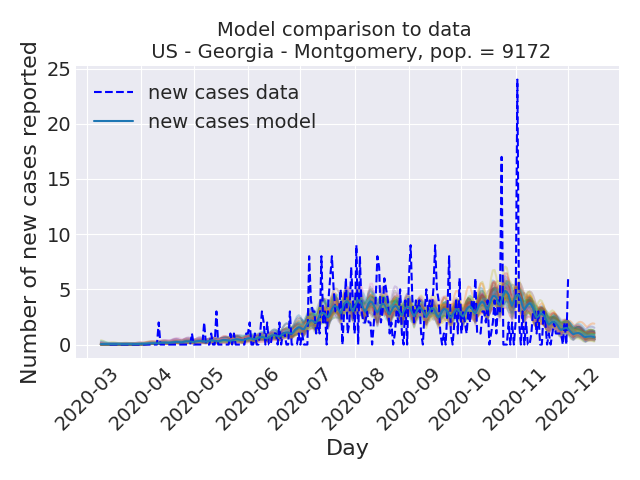 Model comparison to data
US - Georgia - Montgomery, pop. = 9172
Number of new cases reported
25
20
15
10
5
0
new cases data
new cases model
2020-03
2020-04
2020-05
2020-06
2020-07
2020-08
2020-09
2020-10
2020-11
2020-12
Day